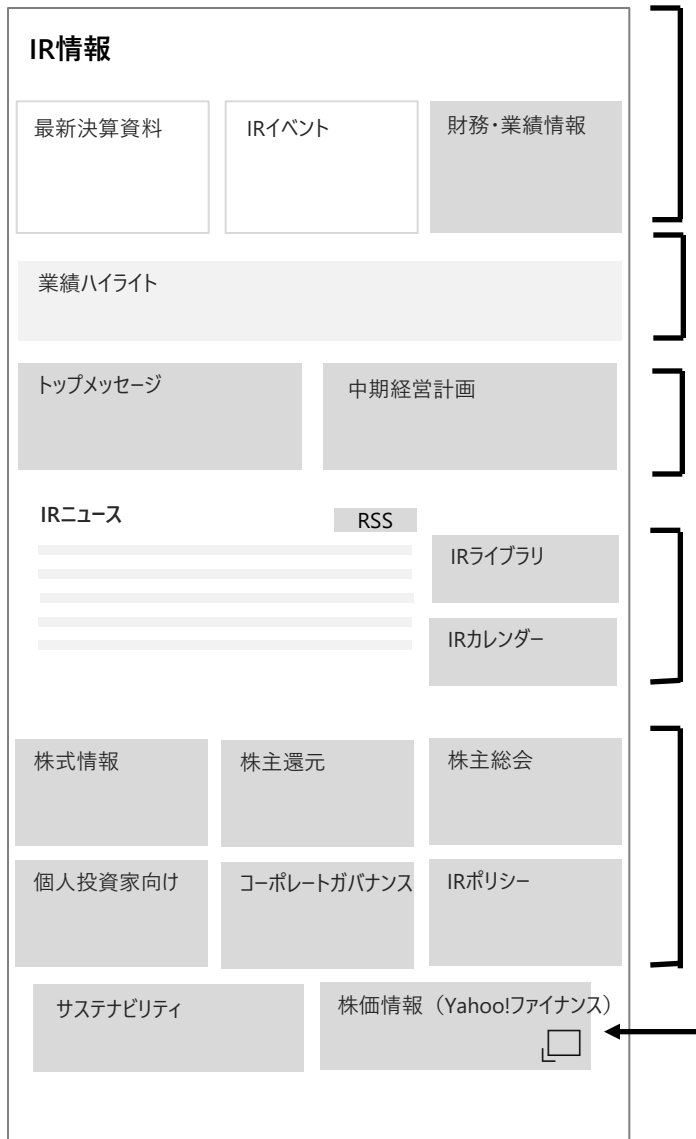 IR情報
最新決算資料
IRイベント
財務・業績情報
業績ハイライト
トップメッセージ
中期経営計画
IRニュース
RSS
IRライブラリ
IRカレンダー
株式情報
株主還元
株主総会
個人投資家向け
コーポレートガバナンス
IRポリシー
サステナビリティ
株価情報（Yahoo!ファイナンス）